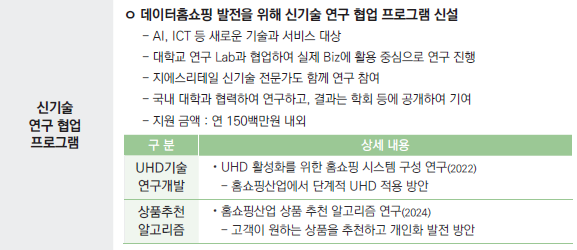 ㅇ 데이터홈쇼핑 발전을 위해 신기술 연구 협업 프로그램 신설
– AI, ICT 등 새로운 기술과 서비스 대상
– 대학교 연구 Lab과 협업하여 실제 Biz에 활용 중심으로 연구 진행
– 지에스리테일 신기술 전문가도 함께 연구 참여
– 국내 대학과 협력하여 연구하고, 결과는 학회 등에 공개하여 기여
– 지원 금액 : 연 150백만원 내외
신기술
연구 협업
프로그램
구 분 상세 내용
UHD기술
연구개발
• UHD 활성화를 위한 홈쇼핑 시스템 구성 연구(2022)
– 홈쇼핑산업에서 단계적 UHD 적용 방안
상품추천
알고리즘
• 홈쇼핑산업 상품 추천 알고리즘 연구(2024)
– 고객이 원하는 상품을 추천하고 개인화 발전 방안